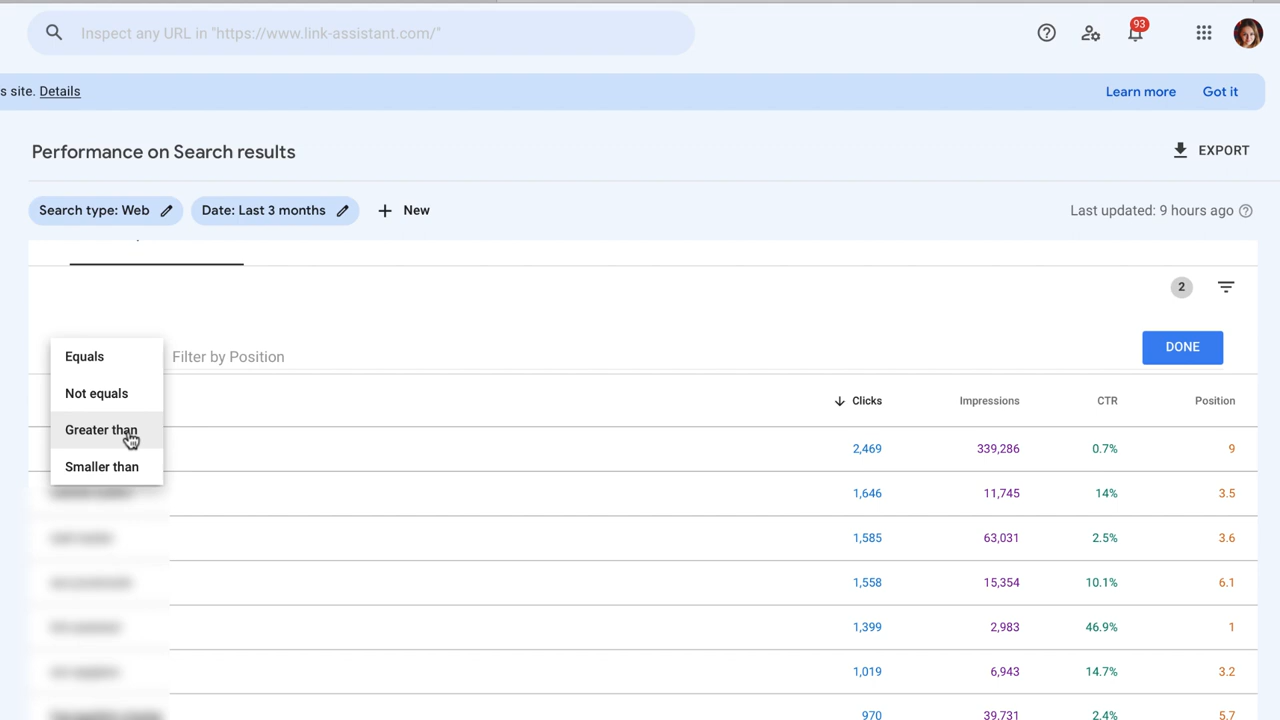 Inspect any URL in "https://www.link-assistant.com/"
93
s site. Details
Learn more
Got it
Performance on Search results
EXPORT
Search type: Web
Date: Last 3 months
New
Last updated: 9 hours ago
2
Equals
Filter by Position
DONE
Not equals
Greater than
Smaller than
Clicks
Impressions
CTR
Position
2,469
339,286
0.7%
9
1,646
11,745
14%
3.5
1,585
63,031
2.5%
3.6
1,558
15,354
10.1%
6.1
1,399
2,983
46.9%
1
1,019
6,943
14.7%
3.2
970
39,731
2.4%
5.7